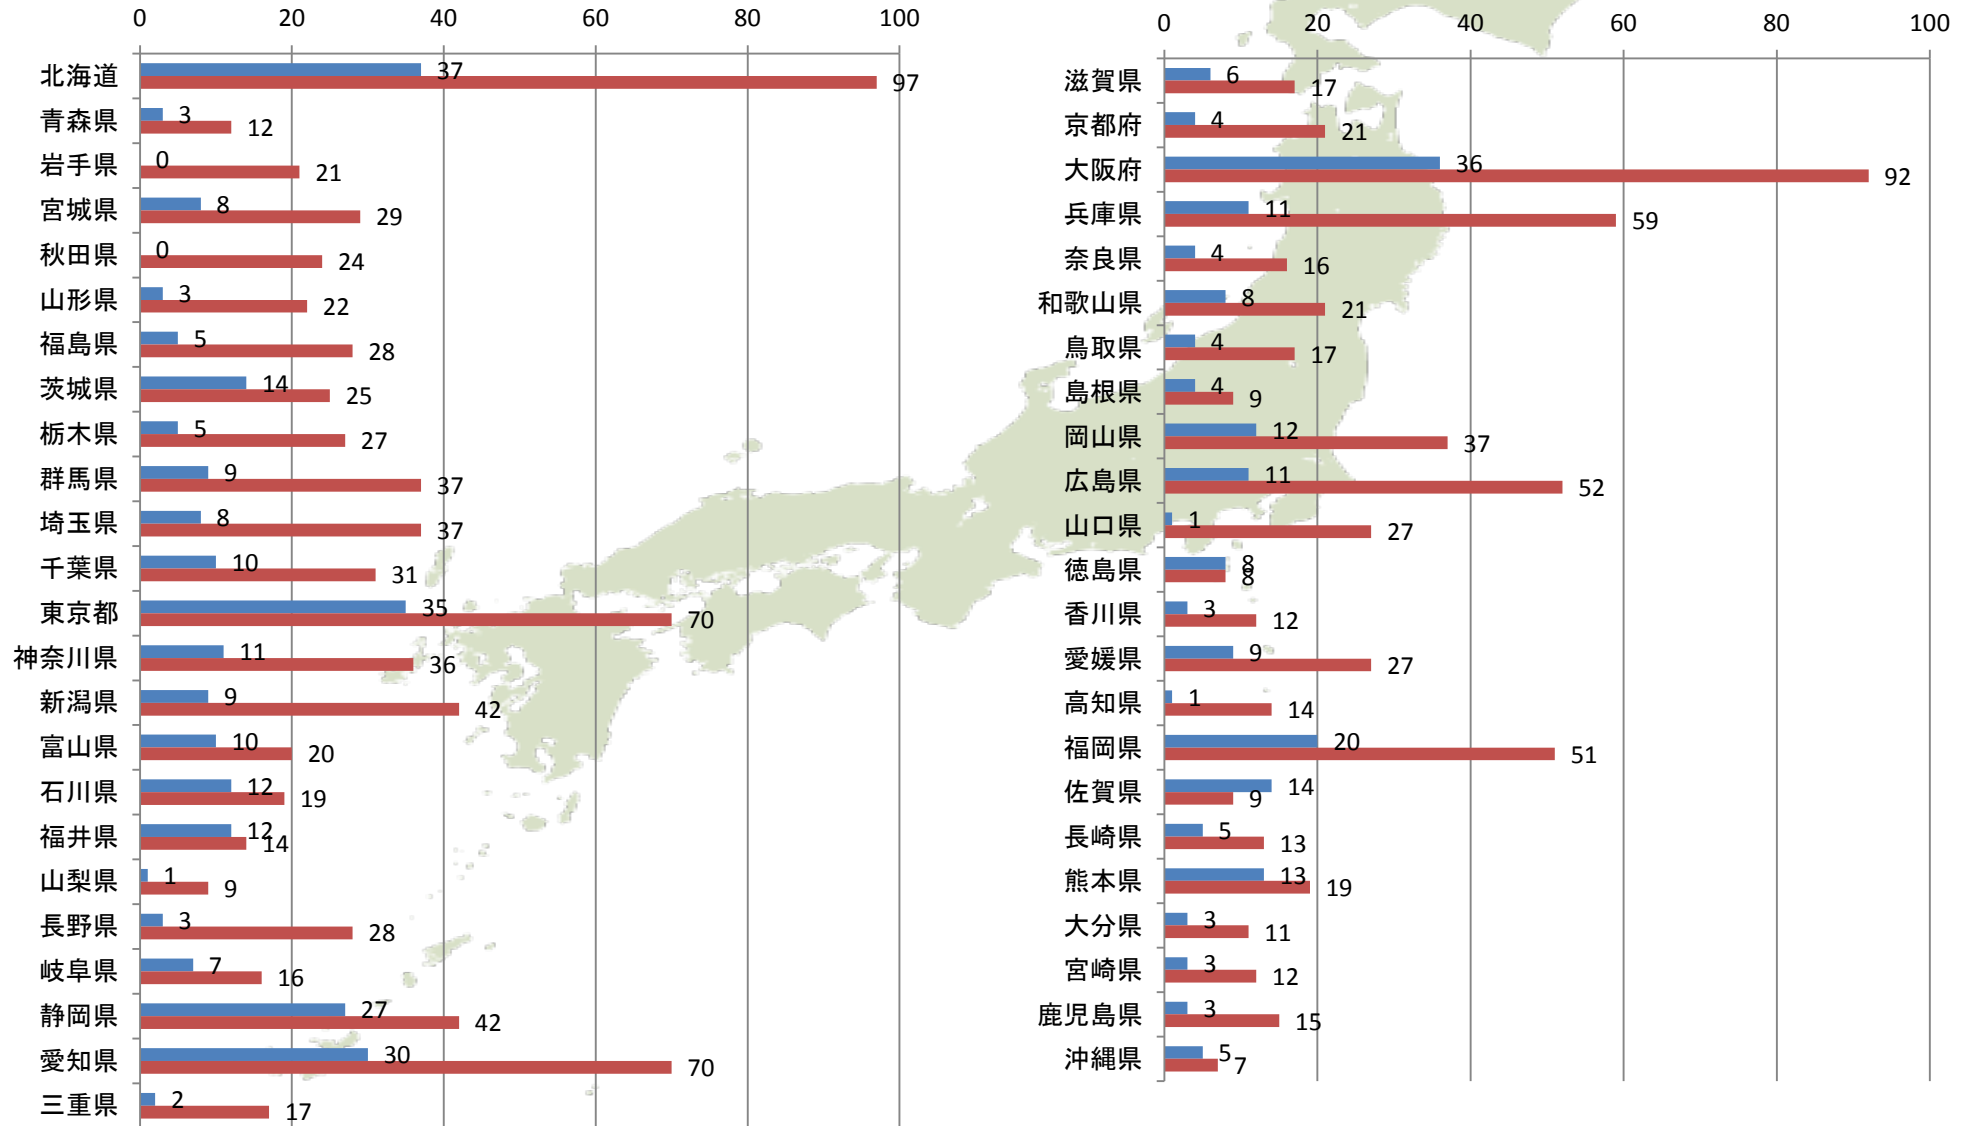 0 20 40 60 80 100
北海道 37 97
青森県 3 12
岩手県 0 21
宮城県 8 29
秋田県 0 24
山形県 3 22
福島県 5 28
茨城県 14 25
栃木県 5 27
群馬県 9 37
埼玉県 8 37
千葉県 10 31
東京都 35 70
神奈川県 11 36
新潟県 9 42
富山県 10 20
石川県 12 19
福井県 12 14
山梨県 1 9
長野県 3 28
岐阜県 7 16
静岡県 27 42
愛知県 30 70
三重県 2 17
0 20 40 60 80 100
滋賀県 6 17
京都府 4 21
大阪府 36 92
兵庫県 11 59
奈良県 4 16
和歌山県 8 21
鳥取県 4 17
島根県 4 9
岡山県 12 37
広島県 11 52
山口県 1 27
徳島県 8 8
香川県 3 12
愛媛県 9 27
高知県 1 14
福岡県 20 51
佐賀県 14 9
長崎県 5 13
熊本県 13 19
大分県 3 11
宮崎県 3 12
鹿児島県 3 15
沖縄県 5 7